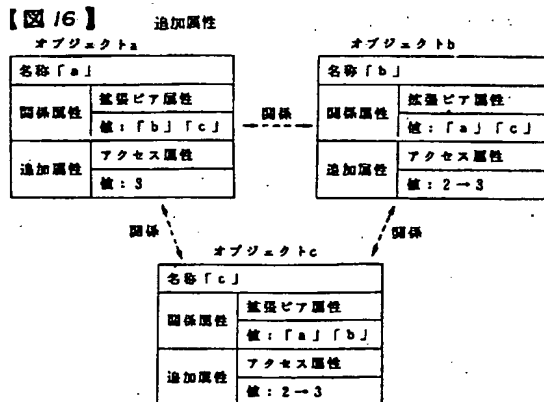 【図16】
追加属性
オブジェクトa
名称「a」
関係属性
拡張ピア属性
値：「b」「c」
追加属性
アクセス属性
値：3
関係
オブジェクトb
名称「b」
関係属性
拡張ピア属性
値：「a」「c」
追加属性
アクセス属性
値：2→3
関係
関係
オブジェクトc
名称「c」
関係属性
拡張ピア属性
値：「a」「b」
追加属性
アクセス属性
値：2→3